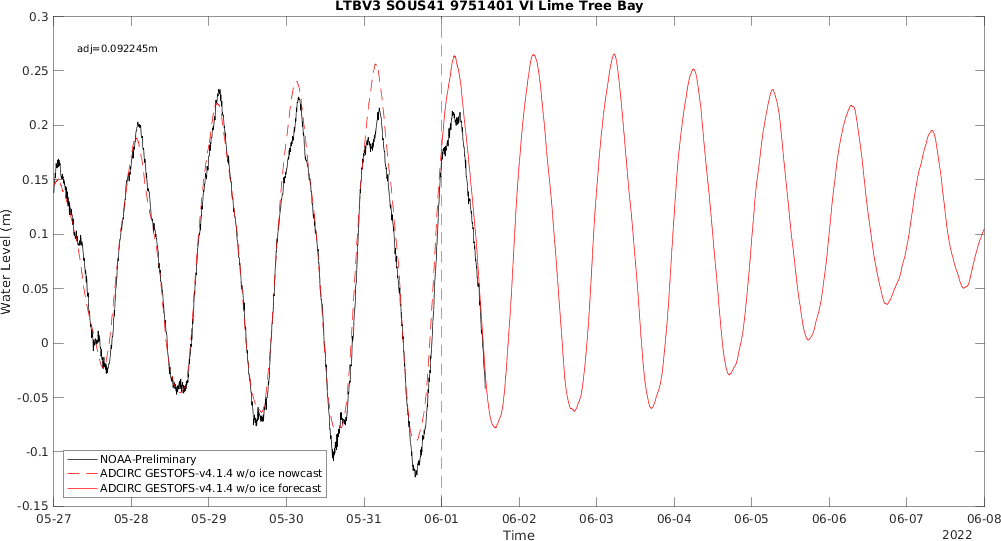 LTBV3 SOUS41 9751401 VI Lime Tree Bay
adj=0.092245m
Water Level (m)
0.3
0.25
0.2
0.15
0.1
0.05
0
-0.05
-0.1
-0.15
NOAA-Preliminary
ADCIRC GESTOFS-v4.1.4 w/o ice nowcast
ADCIRC GESTOFS-v4.1.4 w/o ice forecast
05-27 05-28 05-29 05-30 05-31 06-01 06-02 06-03 06-04 06-05 06-06 06-07 06-08
Time
2022